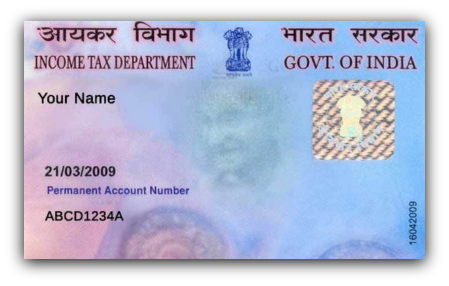 आयकर विभाग भारत सरकार
INCOME TAX DEPARTMENT GOVT. OF INDIA
Your Name
21/03/2009
Permanent Account Number
ABCD1234A
16042009